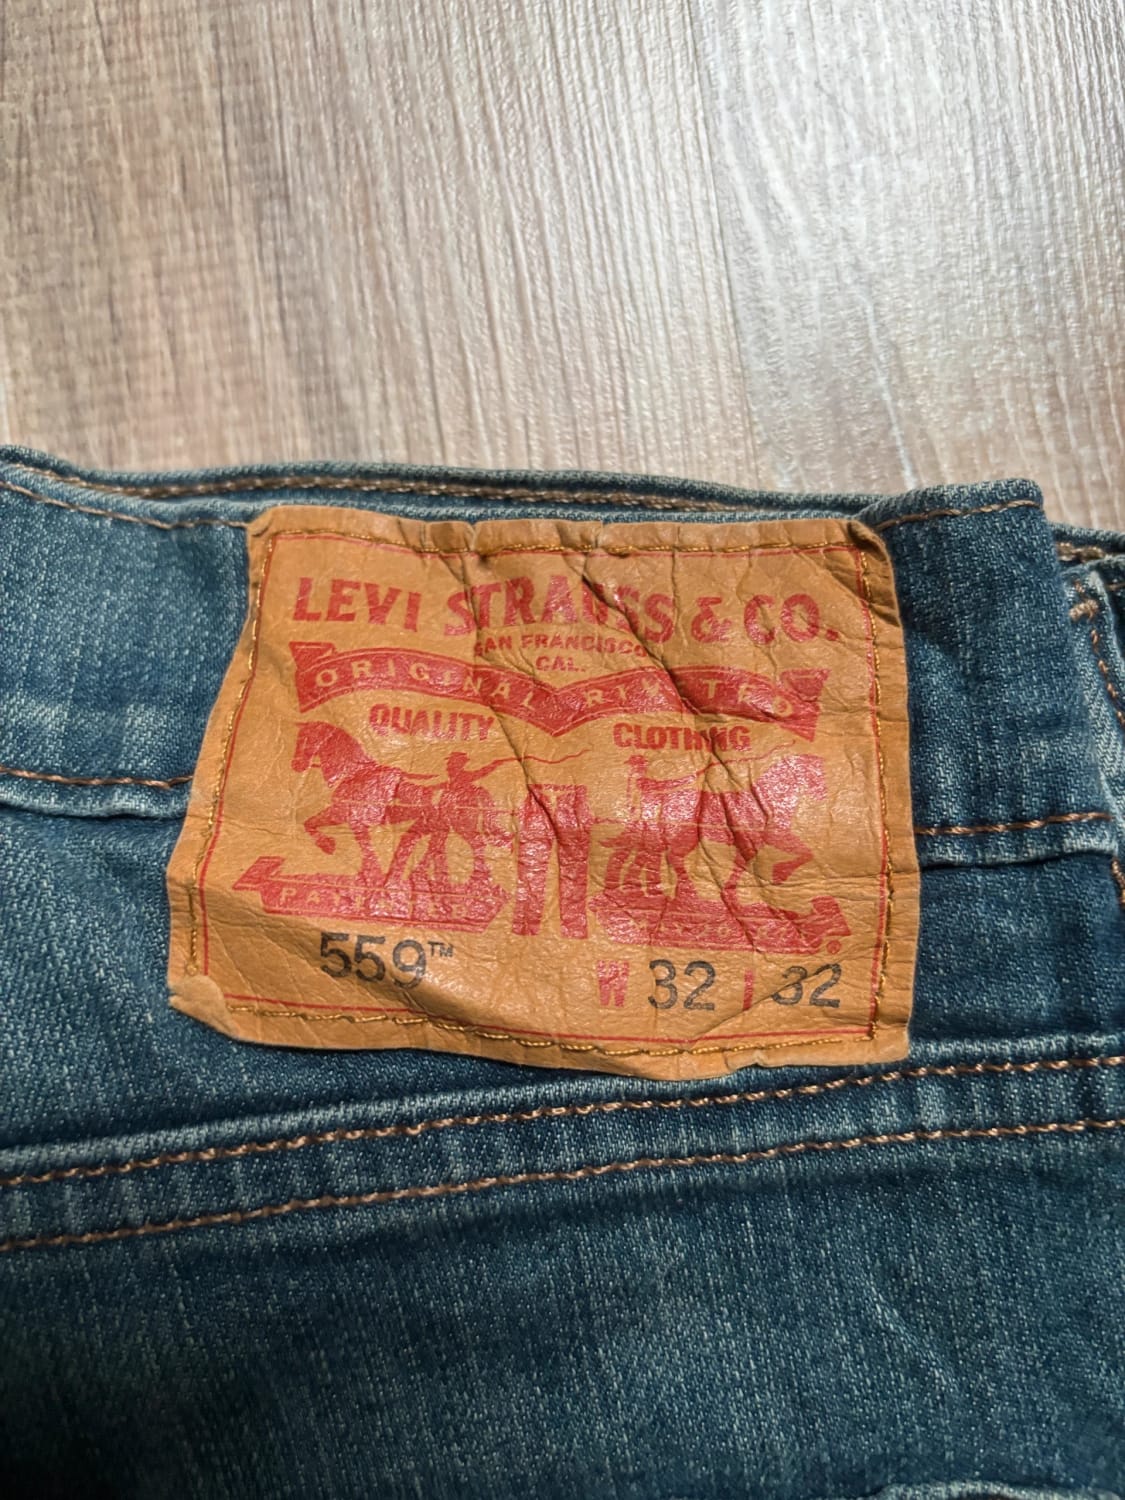 LEVI STRAUSS & CO.
SAN FRANCISCO
CAL.
ORIGINAL RIVETED
QUALITY CLOTHING
559™ W 32 L 32